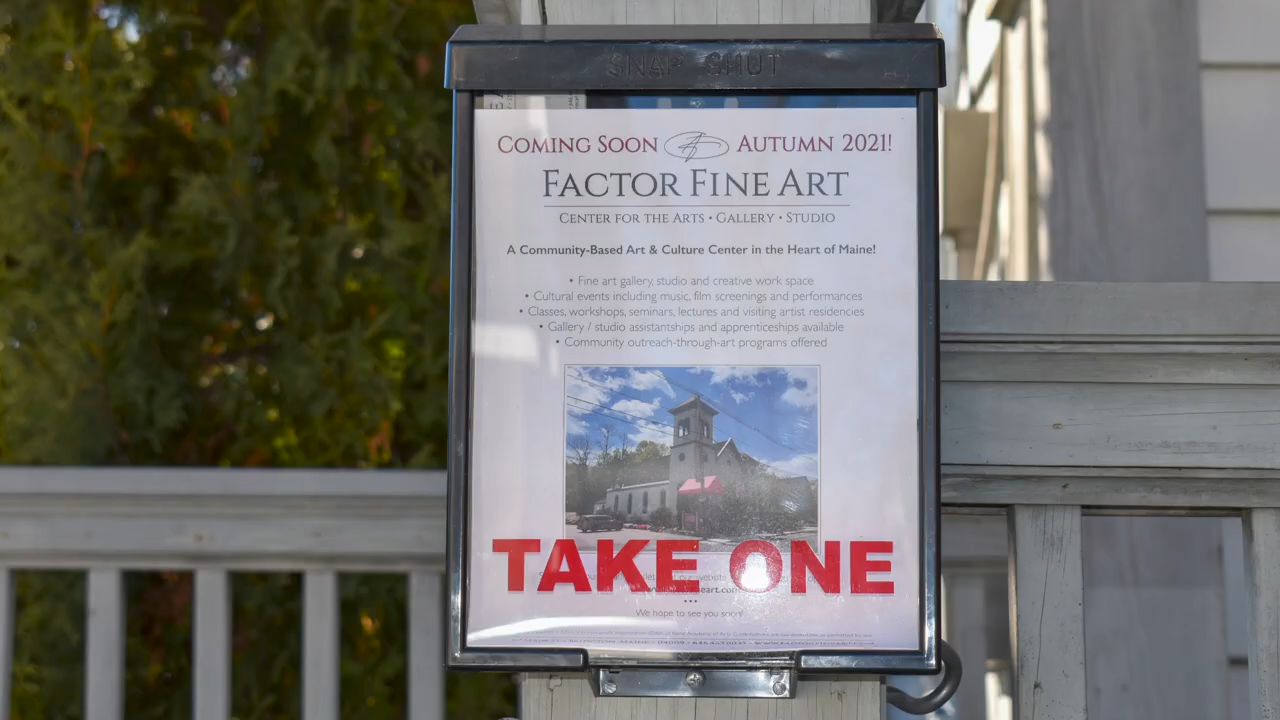 SNAP SHUT
COMING SOON AUTUMN 2021!
FACTOR FINE ART
CENTER FOR THE ARTS • GALLERY • STUDIO
A Community-Based Art & Culture Center in the Heart of Maine!
• Fine art gallery, studio and creative work space
• Cultural events including music, film screenings and performances
• Classes, workshops, seminars, lectures and visiting artist residencies
• Gallery / studio assistantships and apprenticeships available
• Community outreach-through-art programs offered
TAKE ONE
•••
We hope to see you soon!